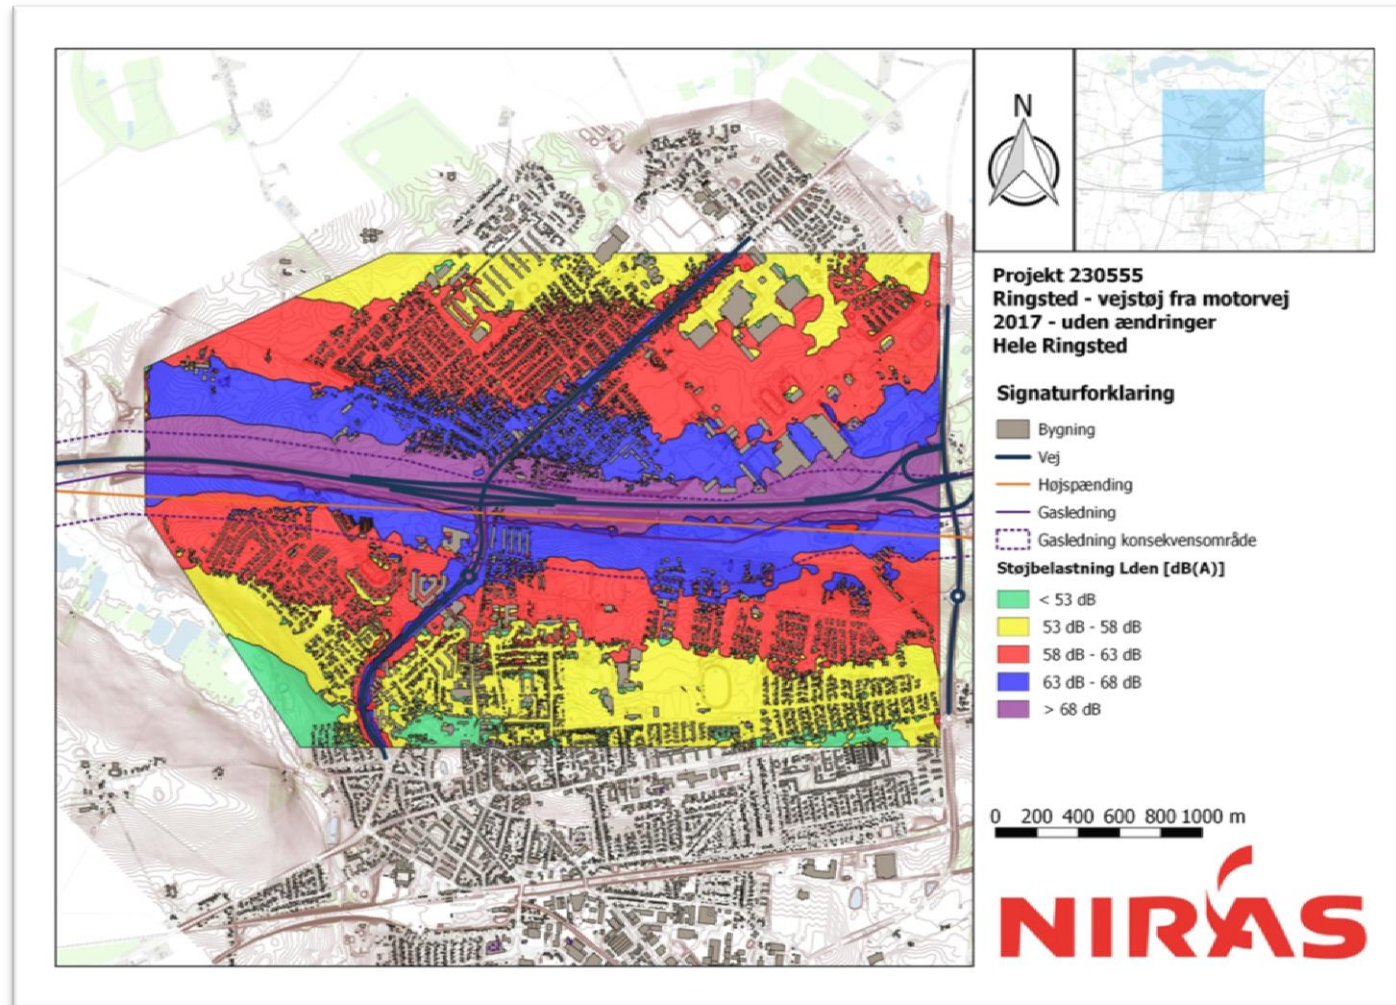 N
Projekt 230555
Ringsted - vejstøj fra motorvej
2017 - uden ændringer
Hele Ringsted
Signaturforklaring
Bygning
Vej
Højspænding
Gasledning
Gasledning konsekvensområde
Støjbelastning Lden [dB(A)]
< 53 dB
53 dB - 58 dB
58 dB - 63 dB
63 dB - 68 dB
> 68 dB
0 200 400 600 800 1000 m
NIRAS